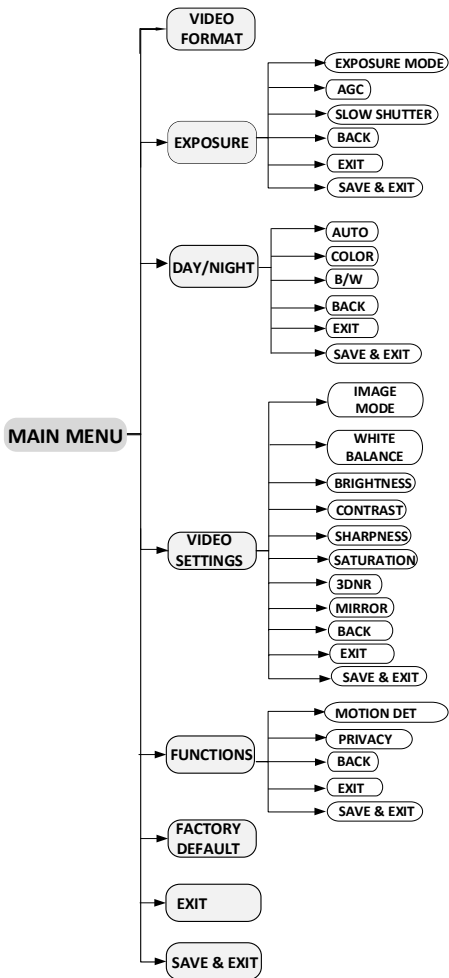 MAIN MENU
VIDEO
FORMAT
EXPOSURE
EXPOSURE MODE
AGC
SLOW SHUTTER
BACK
EXIT
SAVE & EXIT
DAY/NIGHT
AUTO
COLOR
B/W
BACK
EXIT
SAVE & EXIT
VIDEO
SETTINGS
IMAGE
MODE
WHITE
BALANCE
BRIGHTNESS
CONTRAST
SHARPNESS
SATURATION
3DNR
MIRROR
BACK
EXIT
SAVE & EXIT
FUNCTIONS
MOTION DET
PRIVACY
BACK
EXIT
SAVE & EXIT
FACTORY
DEFAULT
EXIT
SAVE & EXIT